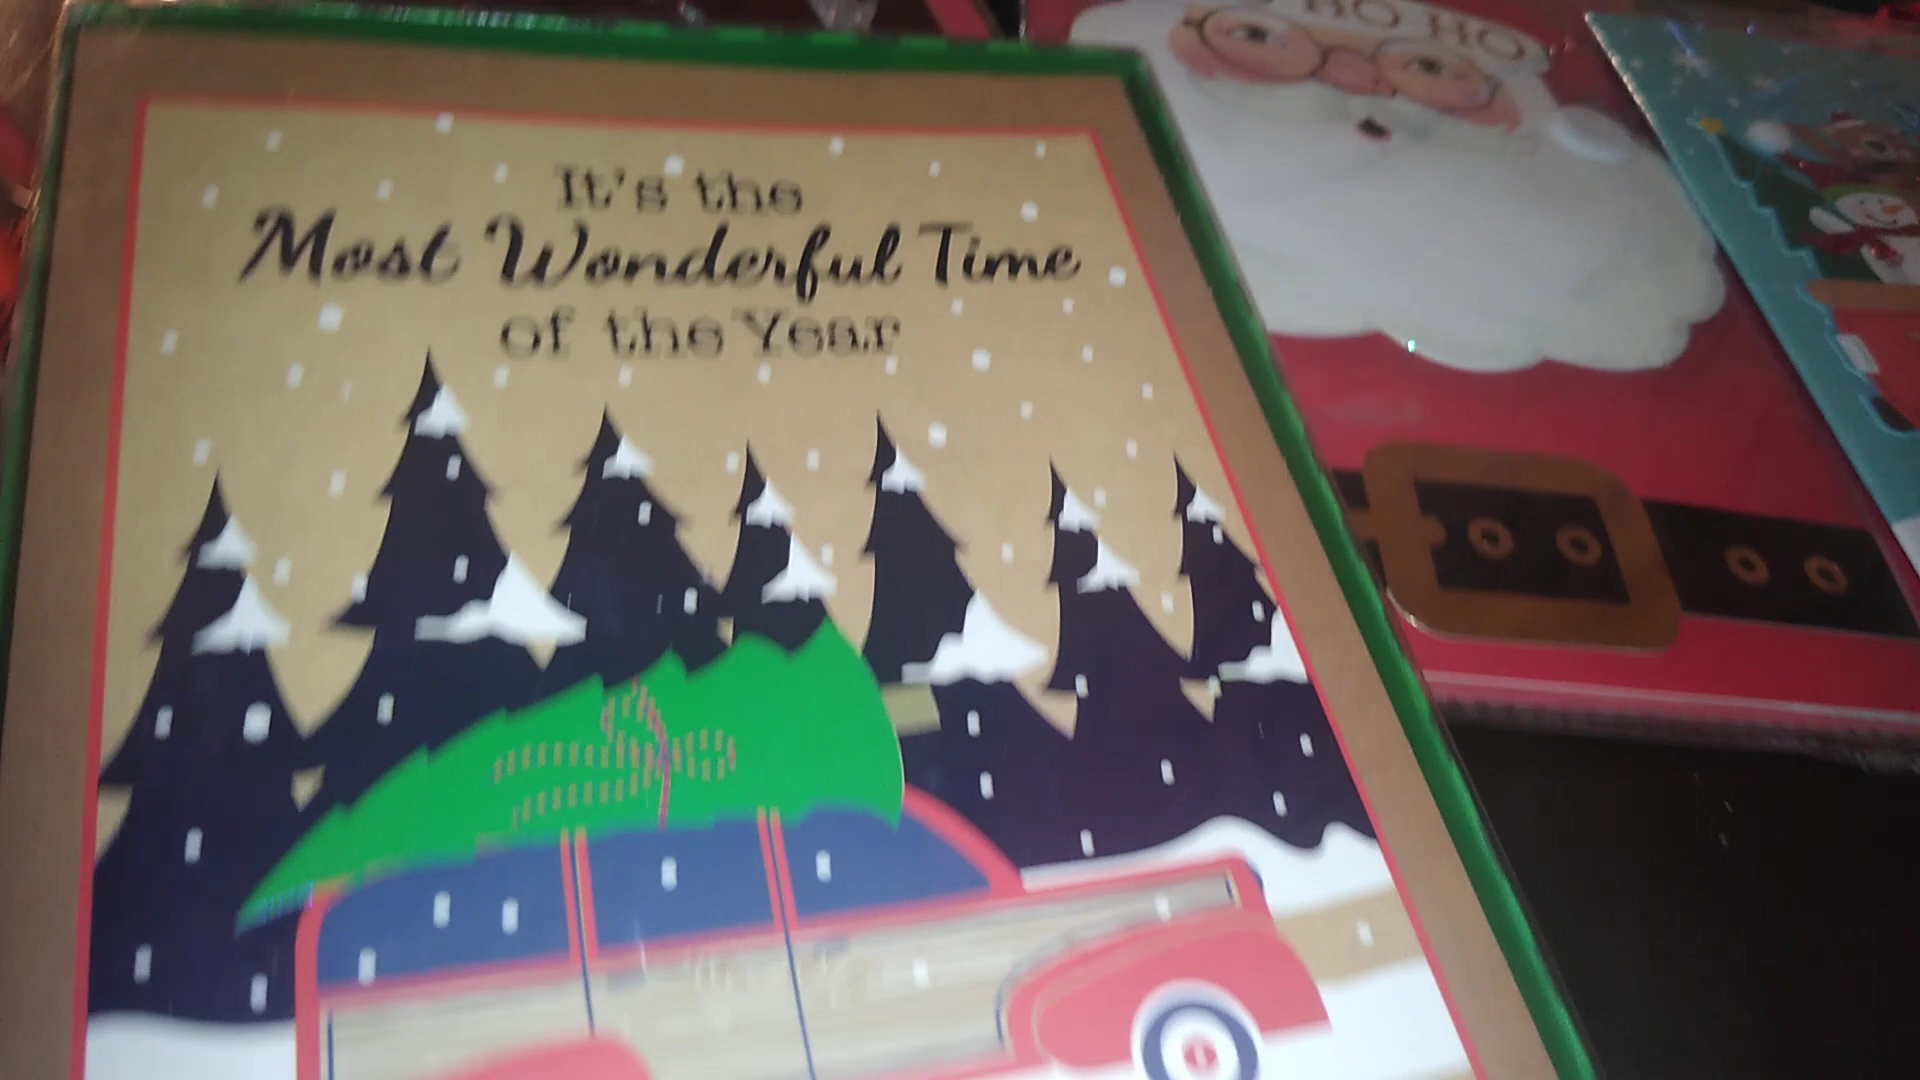 It's the
Most Wonderful Time
of the Year
HO HO